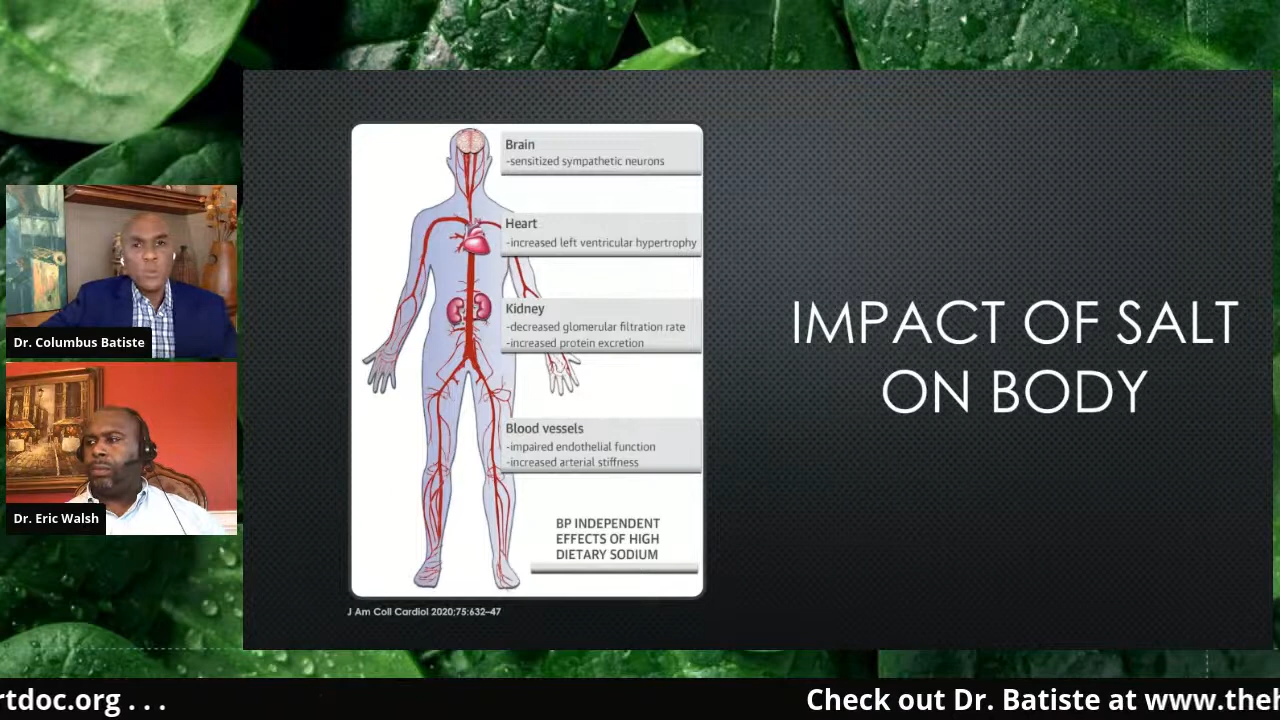 Brain
-sensitized sympathetic neurons
Heart
-increased left ventricular hypertrophy
Kidney
-decreased glomerular filtration rate
-increased protein excretion
Blood vessels
-impaired endothelial function
-increased arterial stiffness
BP INDEPENDENT
EFFECTS OF HIGH
DIETARY SODIUM
J Am Coll Cardiol 2020;75:632–47
IMPACT OF SALT
ON BODY
Dr. Columbus Batiste
Dr. Eric Walsh
rtdoc.org . . . Check out Dr. Batiste at www.theh